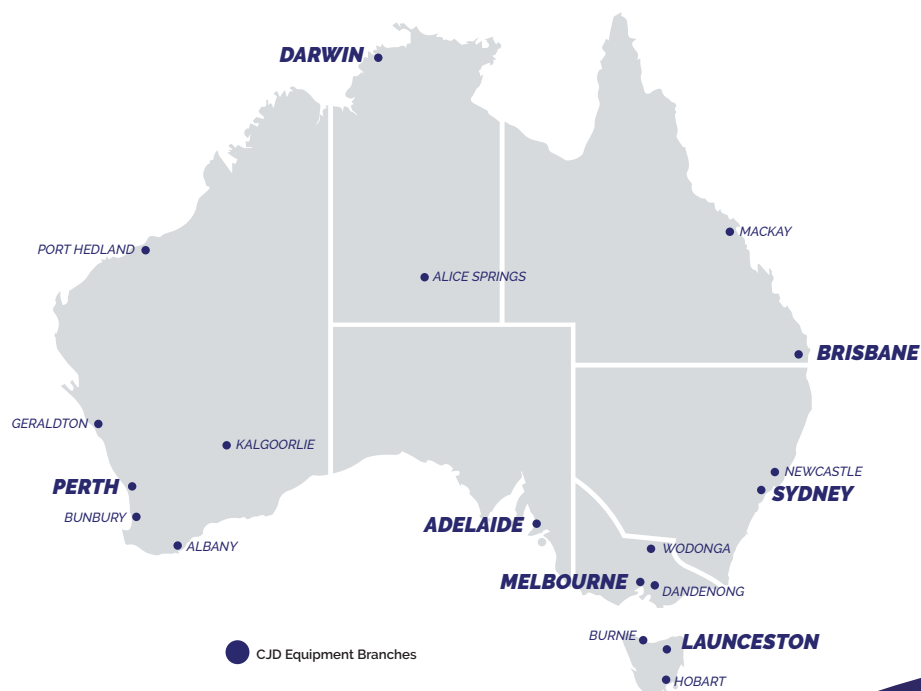 DARWIN
MACKAY
PORT HEDLAND
ALICE SPRINGS
BRISBANE
GERALDTON
KALGOORLIE
NEWCASTLE
PERTH
SYDNEY
BUNBURY
ADELAIDE
ALBANY
WODONGA
MELBOURNE
DANDENONG
BURNIE
LAUNCESTON
CJD Equipment Branches
HOBART